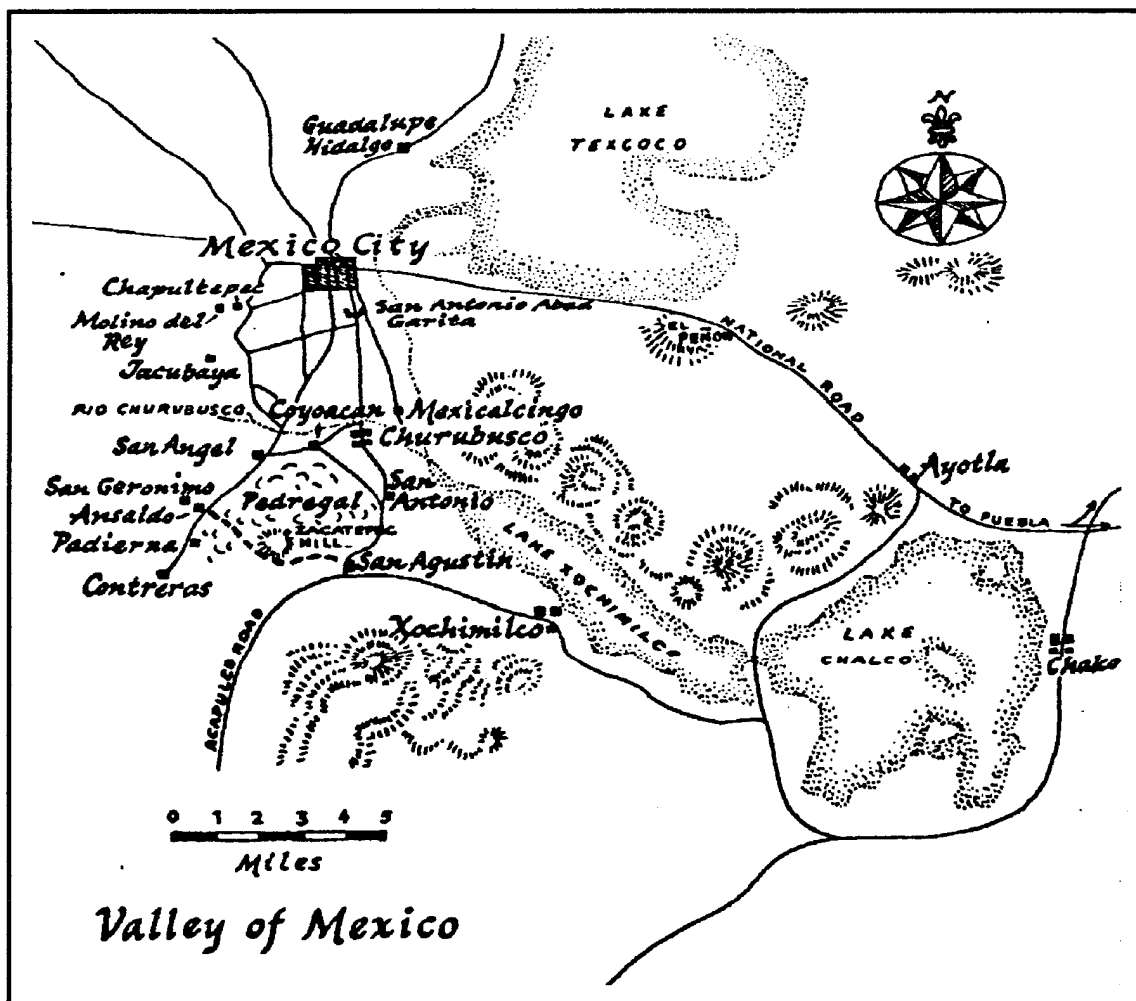 N
LAKE
TEXCOCO
Guadalupe
Hidalgo
Mexico City
Chapultepec
Molino del
Rey
San Antonio Abad
Garita
EL
PEÑON
NATIONAL ROAD
Jacubaya
RIO CHURUBUSCO
Coyoacan
Mexicalcingo
Churubusco
San Angel
Ayotla
San Geronimo
Ansaldo
Pedregal
San
Antonio
TO PUEBLA
Padierna
ZACATEPEC
HILL
San Agustin
Contreras
LAKE XOCHIMILCO
Xochimilco
LAKE
CHALCO
Chalco
ACAPULCO ROAD
0 1 2 3 4 5
Miles
Valley of Mexico